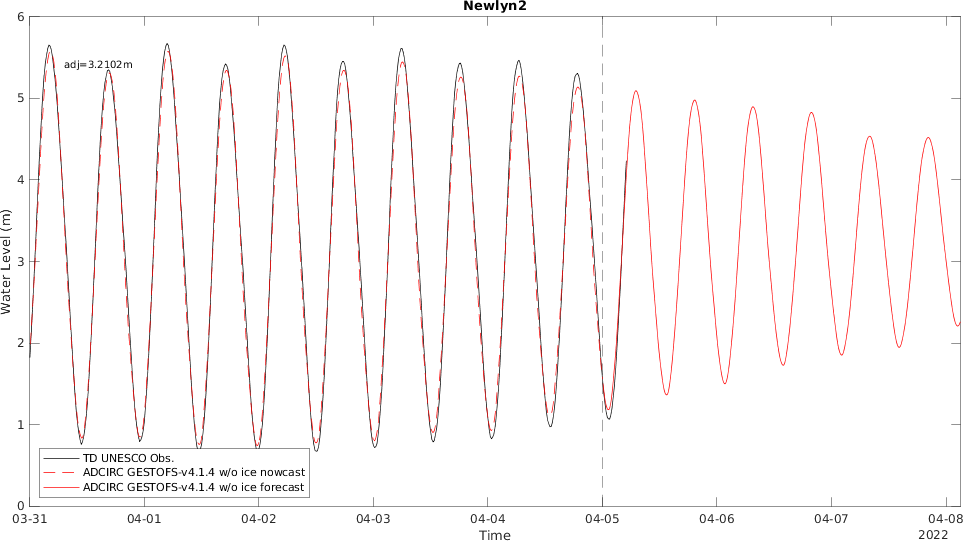 Newlyn2
adj=3.2102m
Water Level (m)
6
5
4
3
2
1
0
TD UNESCO Obs.
ADCIRC GESTOFS-v4.1.4 w/o ice nowcast
ADCIRC GESTOFS-v4.1.4 w/o ice forecast
03-31 04-01 04-02 04-03 04-04 04-05 04-06 04-07 04-08
Time
2022